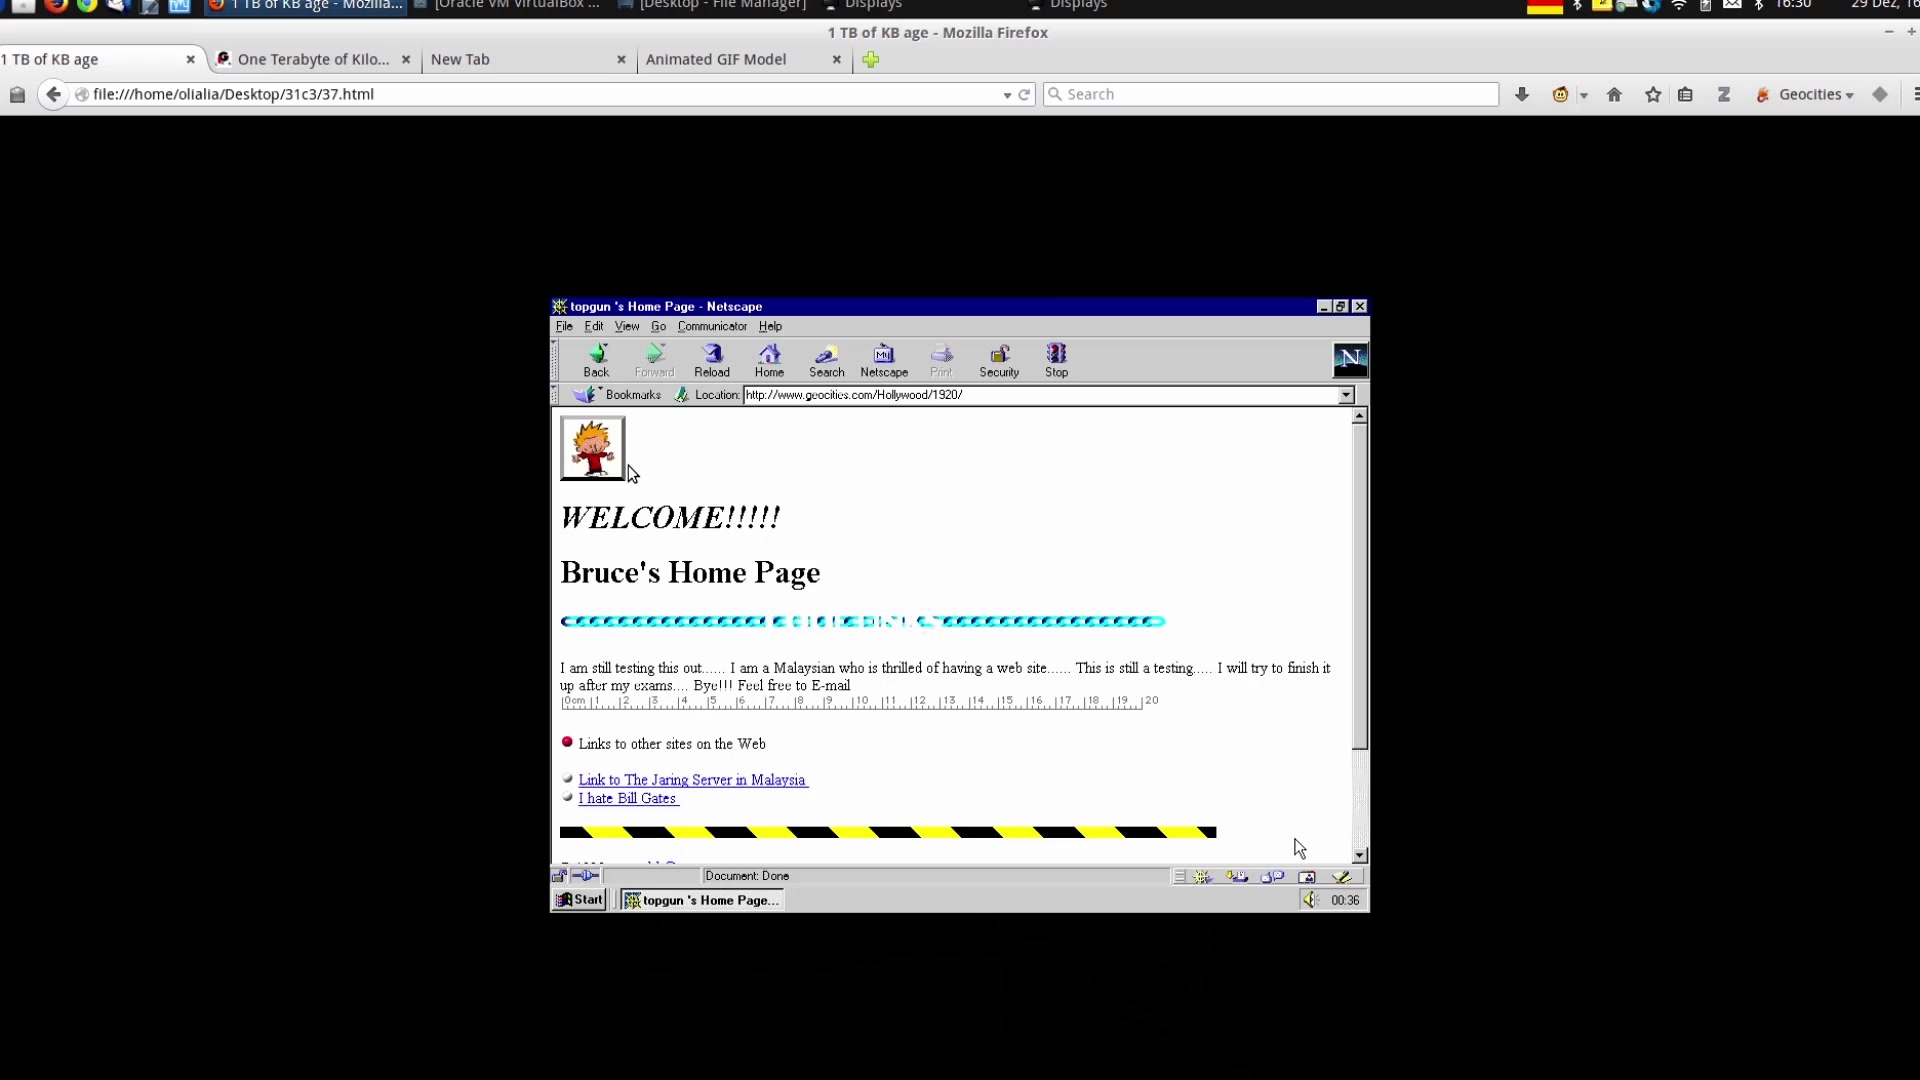 1 TB of KB age - Mozilla...
[Oracle VM VirtualBox ...
[Desktop - File Manager]
Displays
Displays
16:30
29 Dez, 16
1 TB of KB age - Mozilla Firefox
1 TB of KB age
One Terabyte of Kilo...
New Tab
Animated GIF Model
file:///home/olialia/Desktop/31c3/37.html
Search
Geocities
topgun 's Home Page - Netscape
File Edit View Go Communicator Help
Back Forward Reload Home Search Netscape Print Security Stop
Bookmarks Location: http://www.geocities.com/Hollywood/1920/
WELCOME!!!!!
Bruce's Home Page
I am still testing this out...... I am a Malaysian who is thrilled of having a web site...... This is still a testing..... I will try to finish it
up after my exams.... Bye!!! Feel free to E-mail
0cm 1 2 3 4 5 6 7 8 9 10 11 12 13 14 15 16 17 18 19 20
Links to other sites on the Web
Link to The Jaring Server in Malaysia
I hate Bill Gates
Document: Done
Start
topgun 's Home Page...
00:36